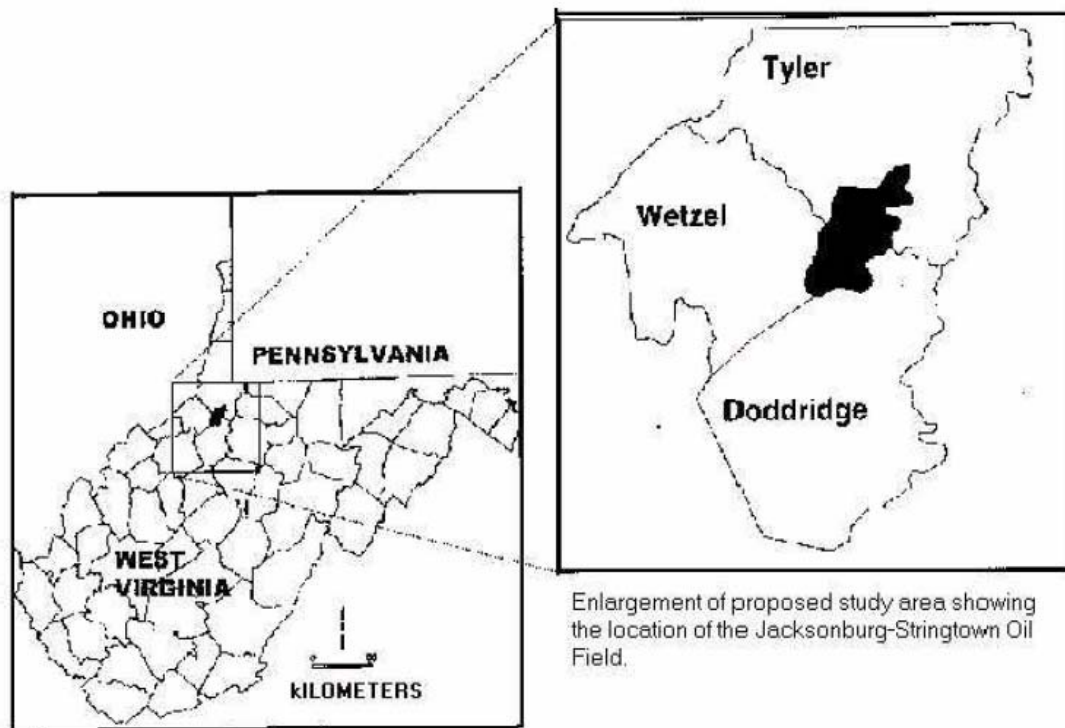 Tyler
Wetzel
Doddridge
OHIO
PENNSYLVANIA
WEST
VIRGINIA
kILOMETERS
Enlargement of proposed study area showing
the location of the Jacksonburg-Stringtown Oil
Field.